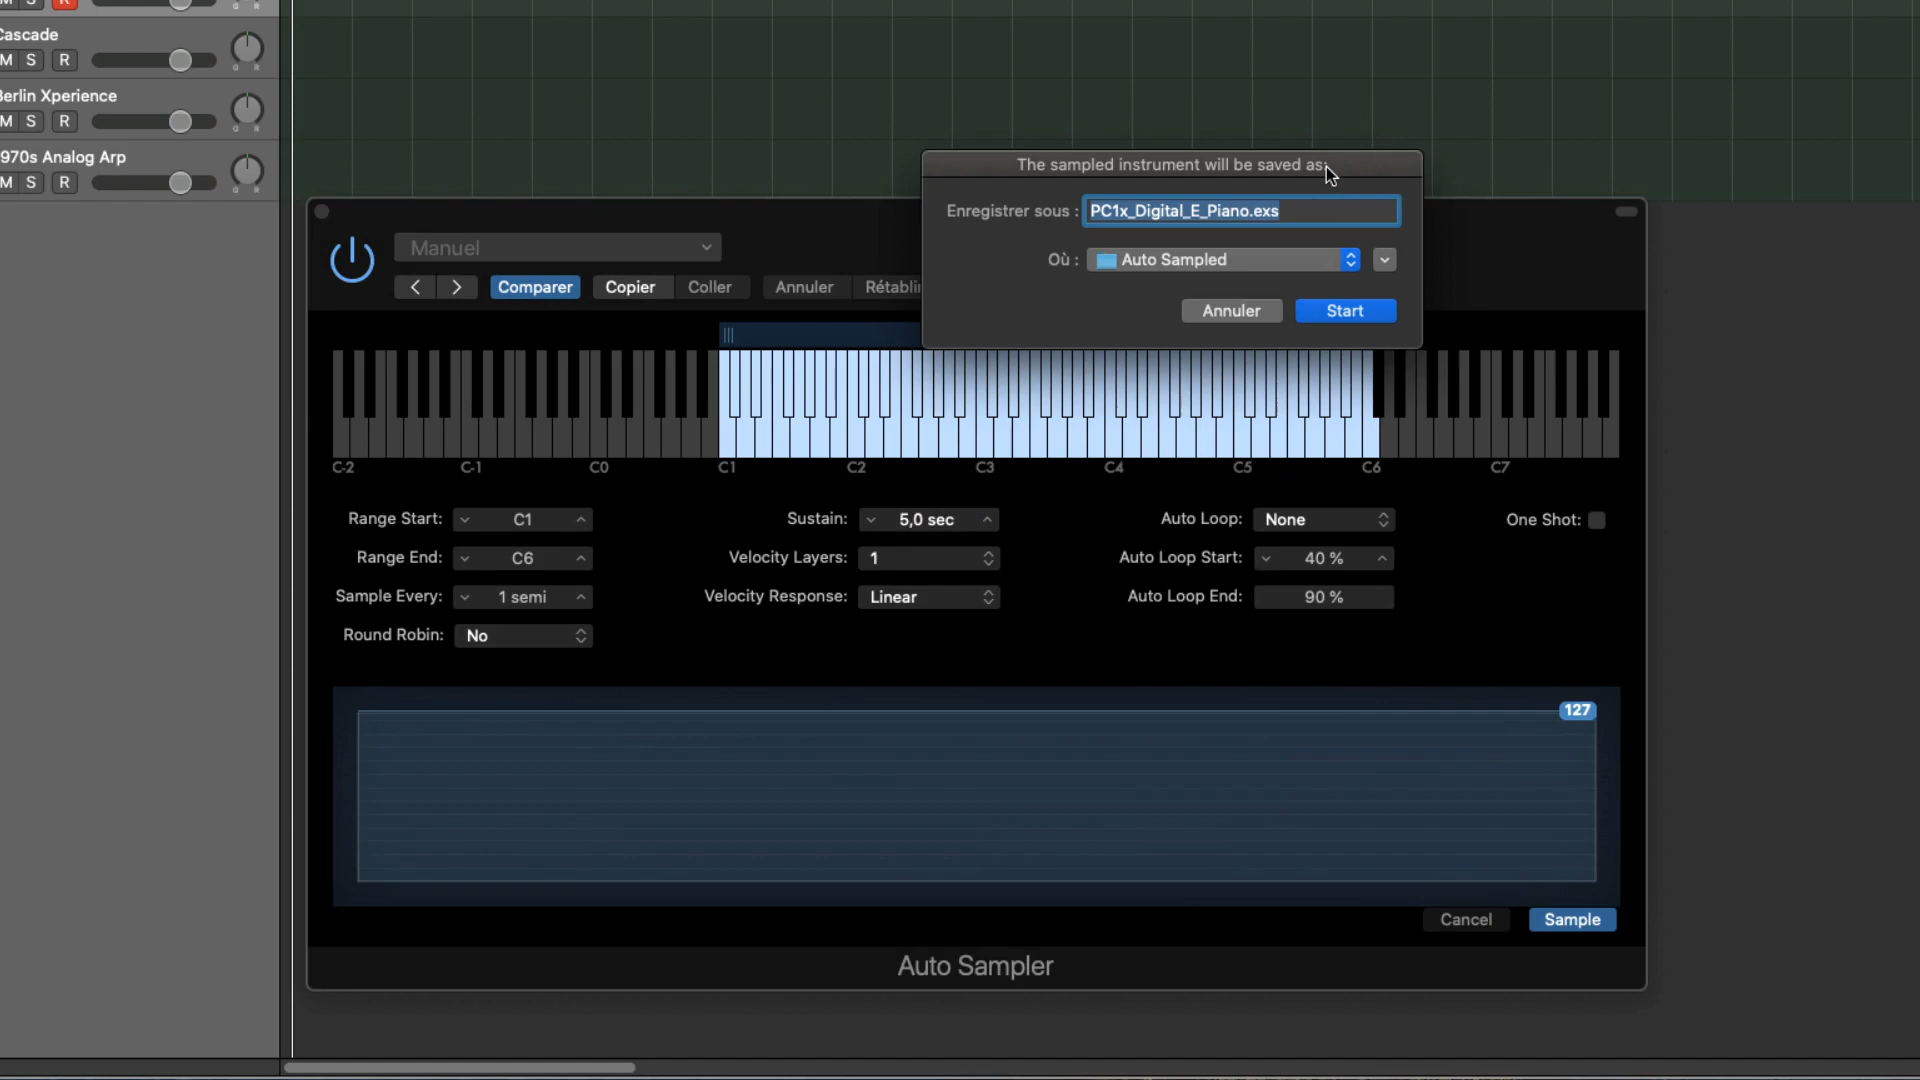 M S R
Cascade
M S R
Berlin Xperience
M S R
970s Analog Arp
M S R
The sampled instrument will be saved as:
Enregistrer sous : PC1x_Digital_E_Piano.exs
Où : Auto Sampled
Annuler Start
Manuel
Comparer Copier Coller Annuler Rétabli
C-2 C-1 C0 C1 C2 C3 C4 C5 C6 C7
Range Start: C1
Range End: C6
Sample Every: 1 semi
Round Robin: No
Sustain: 5,0 sec
Velocity Layers: 1
Velocity Response: Linear
Auto Loop: None
Auto Loop Start: 40 %
Auto Loop End: 90 %
One Shot:
127
Cancel Sample
Auto Sampler